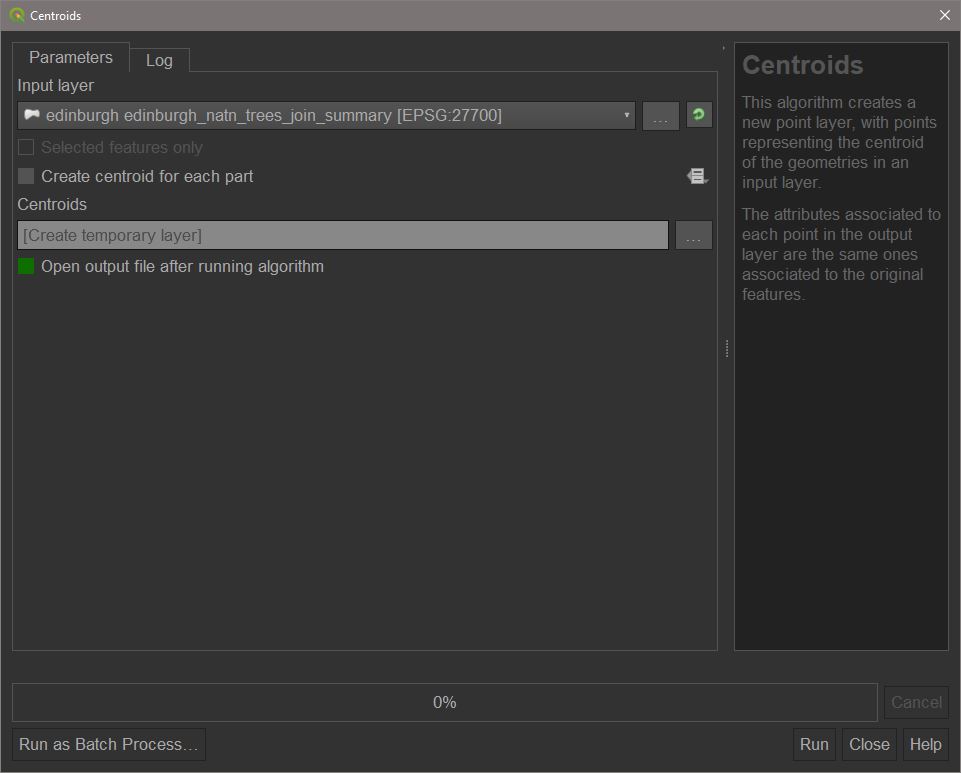 Centroids
Parameters
Log
Input layer
edinburgh edinburgh_natn_trees_join_summary [EPSG:27700]
...
Selected features only
Create centroid for each part
Centroids
[Create temporary layer]
...
Open output file after running algorithm
Centroids
This algorithm creates a
new point layer, with points
representing the centroid
of the geometries in an
input layer.
The attributes associated to
each point in the output
layer are the same ones
associated to the original
features.
0%
Cancel
Run as Batch Process...
Run
Close
Help